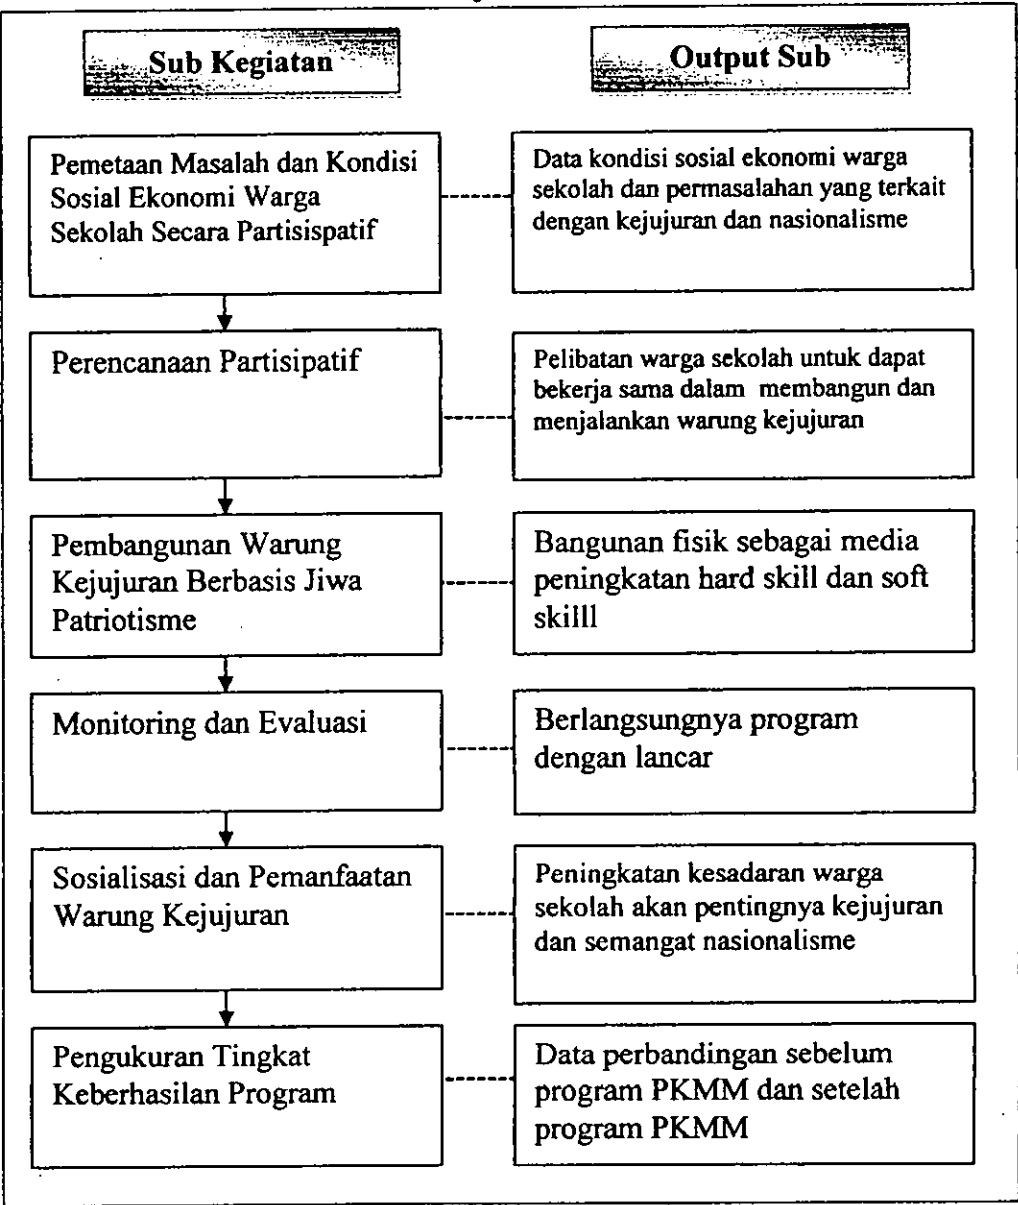 Sub Kegiatan
Output Sub
Pemetaan Masalah dan Kondisi
Sosial Ekonomi Warga
Sekolah Secara Partisispatif
Data kondisi sosial ekonomi warga
sekolah dan permasalahan yang terkait
dengan kejujuran dan nasionalisme
Perencanaan Partisipatif
Pelibatan warga sekolah untuk dapat
bekerja sama dalam membangun dan
menjalankan warung kejujuran
Pembangunan Warung
Kejujuran Berbasis Jiwa
Patriotisme
Bangunan fisik sebagai media
peningkatan hard skill dan soft
skilll
Monitoring dan Evaluasi
Berlangsungnya program
dengan lancar
Sosialisasi dan Pemanfaatan
Warung Kejujuran
Peningkatan kesadaran warga
sekolah akan pentingnya kejujuran
dan semangat nasionalisme
Pengukuran Tingkat
Keberhasilan Program
Data perbandingan sebelum
program PKMM dan setelah
program PKMM